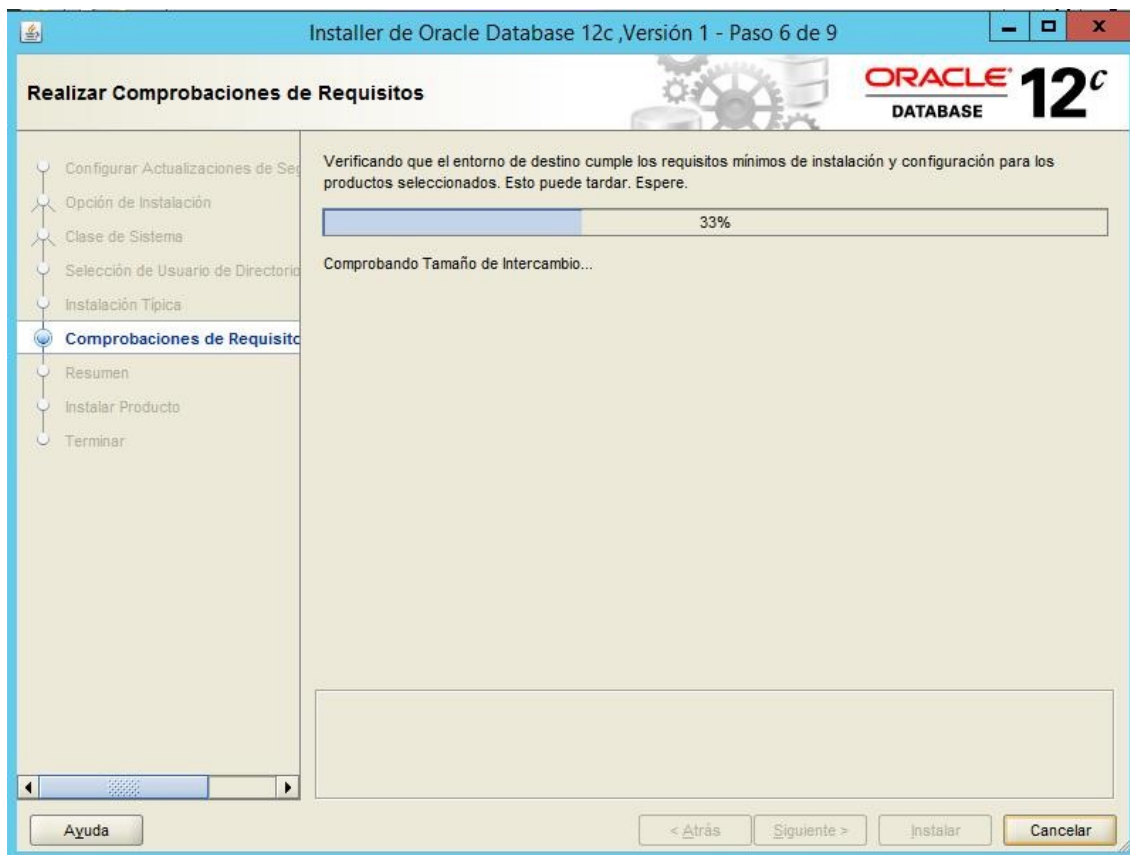 Installer de Oracle Database 12c ,Versión 1 - Paso 6 de 9
Realizar Comprobaciones de Requisitos
ORACLE
DATABASE
12c
Configurar Actualizaciones de Seg
Opción de Instalación
Clase de Sistema
Selección de Usuario de Directorio
Instalación Típica
Comprobaciones de Requisito
Resumen
Instalar Producto
Terminar
Verificando que el entorno de destino cumple los requisitos mínimos de instalación y configuración para los
productos seleccionados. Esto puede tardar. Espere.
33%
Comprobando Tamaño de Intercambio...
Ayuda
< Atrás
Siguiente >
Instalar
Cancelar